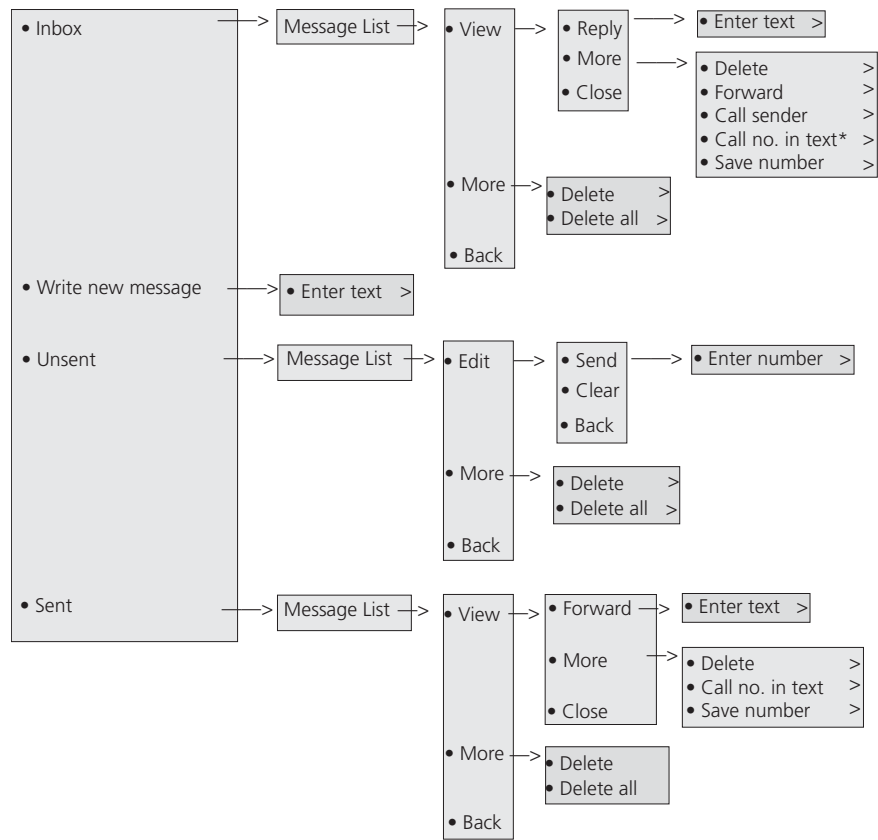 • Inbox
Message List
• View
• Reply
• More
• Close
• Enter text >
• Delete >
• Forward >
• Call sender >
• Call no. in text* >
• Save number >
• More
• Delete >
• Delete all >
• Back
• Write new message
• Enter text >
• Unsent
Message List
• Edit
• Send
• Clear
• Back
• Enter number >
• More
• Delete >
• Delete all >
• Back
• Sent
Message List
• View
• Forward
• More
• Close
• Enter text >
• Delete >
• Call no. in text >
• Save number >
• More
• Delete
• Delete all
• Back